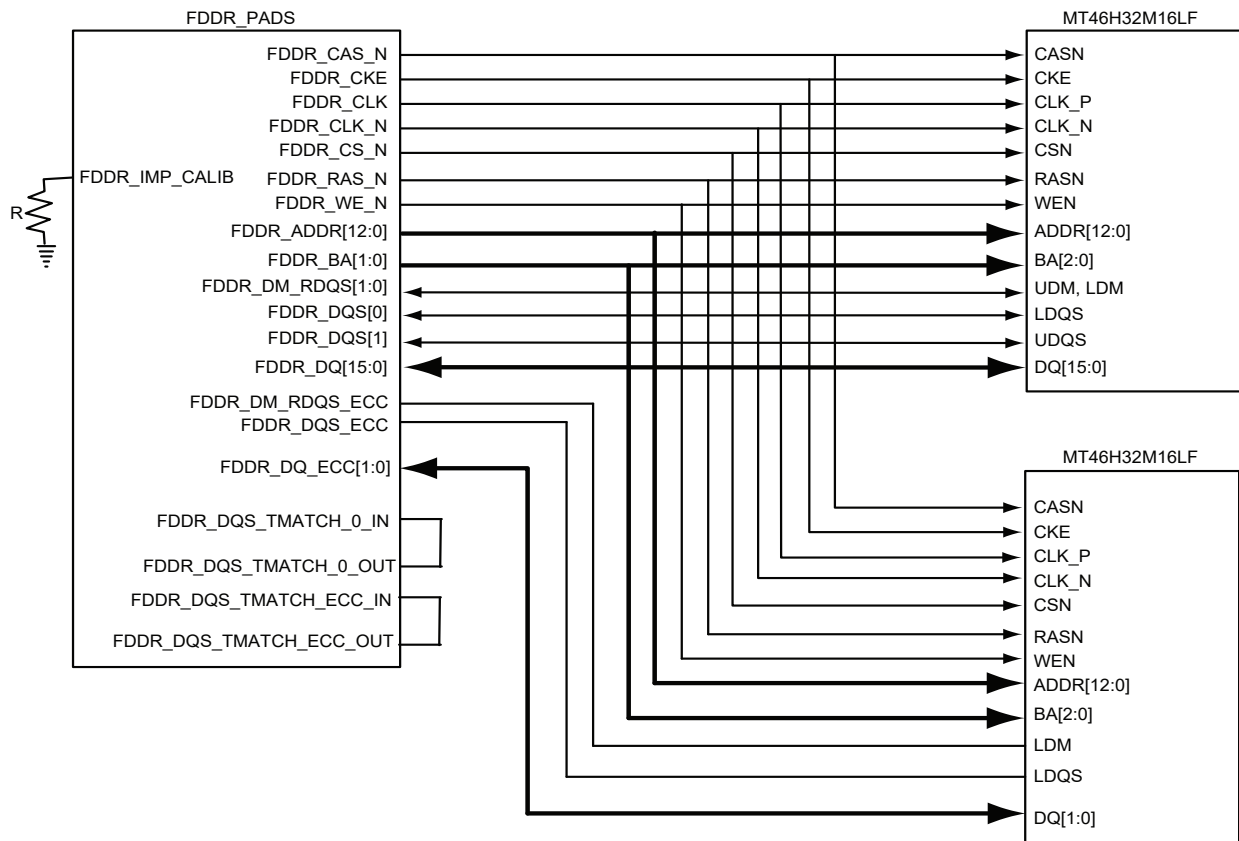 FDDR_PADS
FDDR_CAS_N
FDDR_CKE
FDDR_CLK
FDDR_CLK_N
FDDR_CS_N
FDDR_IMP_CALIB
FDDR_RAS_N
FDDR_WE_N
R
FDDR_ADDR[12:0]
FDDR_BA[1:0]
FDDR_DM_RDQS[1:0]
FDDR_DQS[0]
FDDR_DQS[1]
FDDR_DQ[15:0]
FDDR_DM_RDQS_ECC
FDDR_DQS_ECC
FDDR_DQ_ECC[1:0]
FDDR_DQS_TMATCH_0_IN
FDDR_DQS_TMATCH_0_OUT
FDDR_DQS_TMATCH_ECC_IN
FDDR_DQS_TMATCH_ECC_OUT
MT46H32M16LF
CASN
CKE
CLK_P
CLK_N
CSN
RASN
WEN
ADDR[12:0]
BA[2:0]
UDM, LDM
LDQS
UDQS
DQ[15:0]
MT46H32M16LF
CASN
CKE
CLK_P
CLK_N
CSN
RASN
WEN
ADDR[12:0]
BA[2:0]
LDM
LDQS
DQ[1:0]